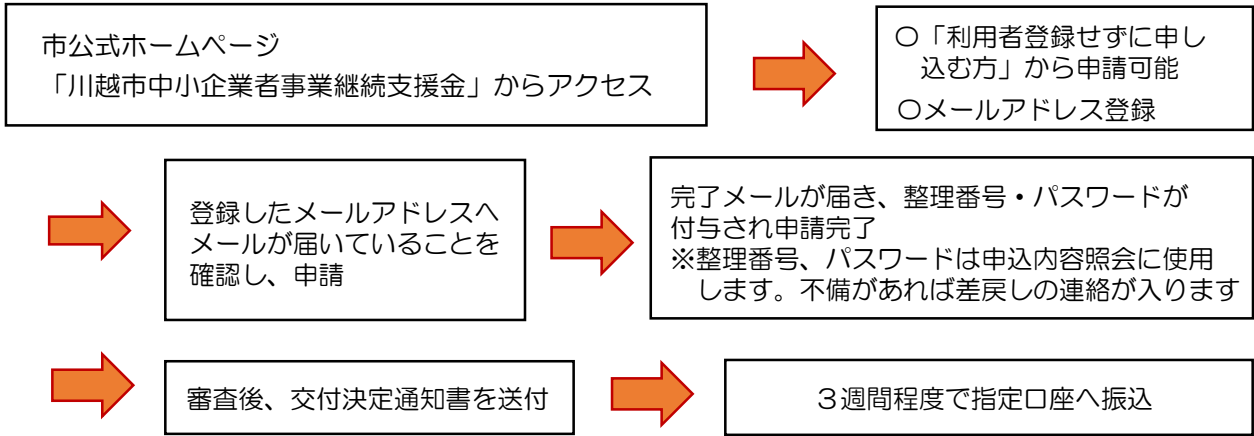 市公式ホームページ
「川越市中小企業者事業継続支援金」からアクセス
〇「利用者登録せずに申し
込む方」から申請可能
〇メールアドレス登録
登録したメールアドレスへ
メールが届いていることを
確認し、申請
完了メールが届き、整理番号・パスワードが
付与され申請完了
※整理番号、パスワードは申込内容照会に使用
します。不備があれば差戻しの連絡が入ります
審査後、交付決定通知書を送付
３週間程度で指定口座へ振込